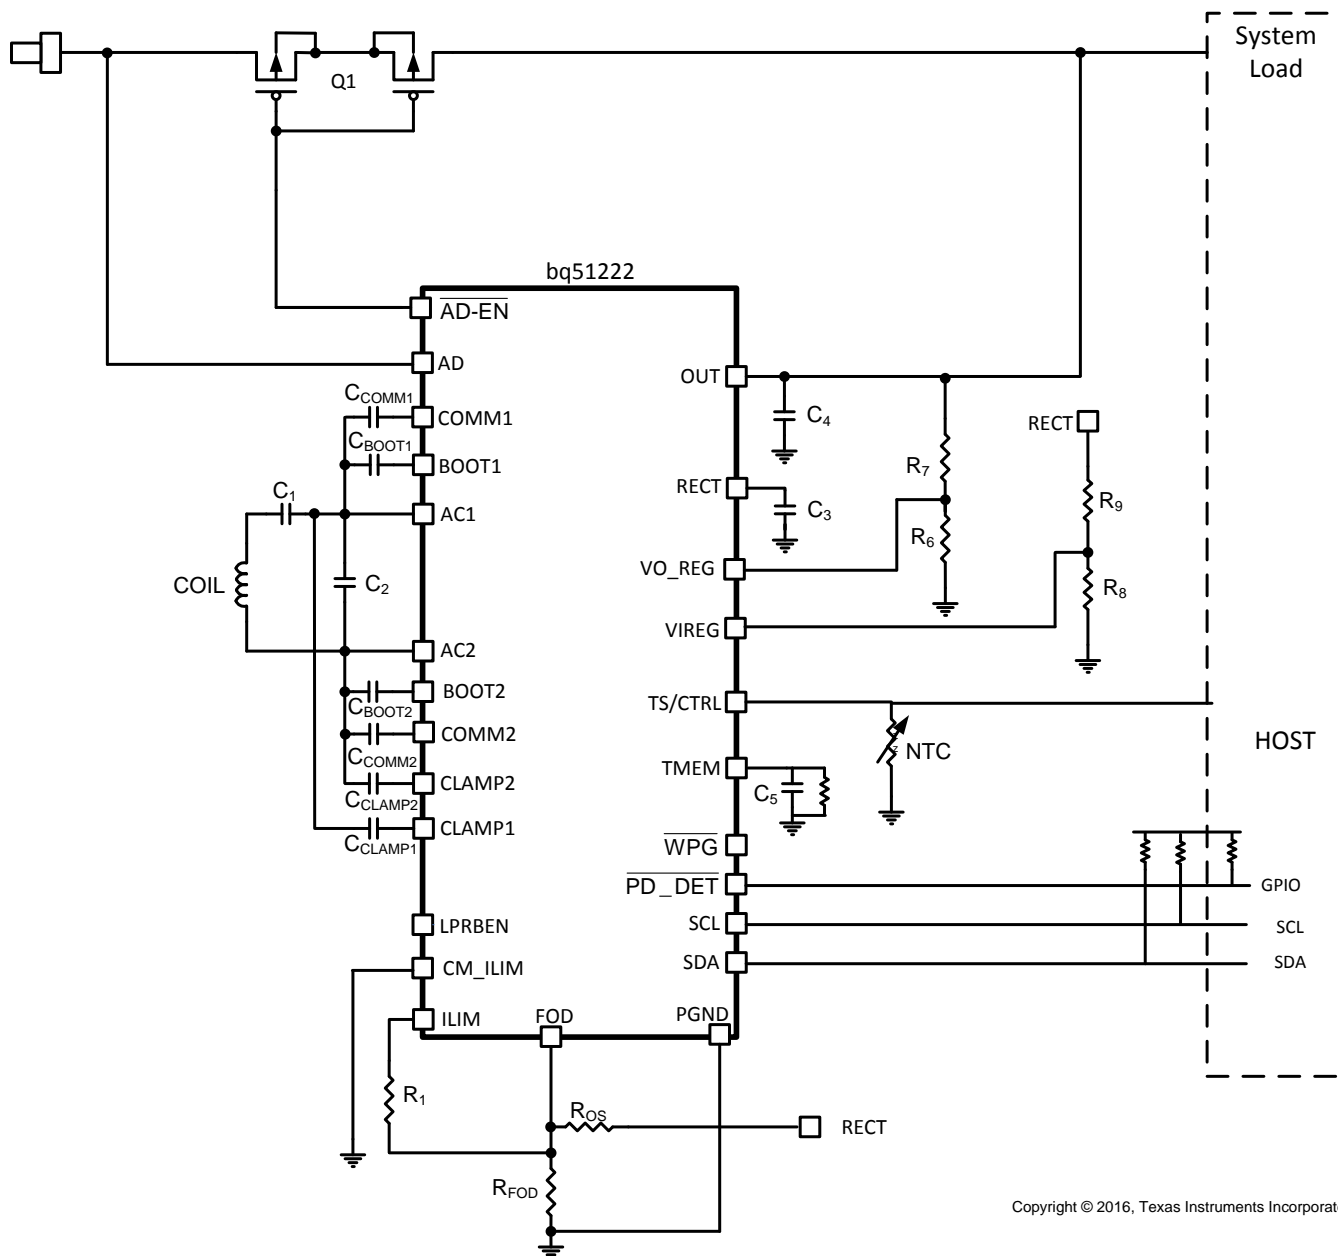 System
Load
Q1
bq51222
AD-EN
AD
OUT
CCOMM1
COMM1
C4
RECT
CBOOT1
BOOT1
R7
RECT
C1
AC1
C3
R9
R6
VO_REG
COIL
C2
R8
VIREG
AC2
BOOT2
TS/CTRL
CBOOT2
COMM2
NTC
HOST
CCOMM2
TMEM
CLAMP2
C5
CCLAMP2
CLAMP1
CCLAMP1
WPG
PD_DET
GPIO
LPRBEN
SCL
SCL
CM_ILIM
SDA
SDA
ILIM
FOD
PGND
R1
ROS
RECT
RFOD
Copyright © 2016, Texas Instruments Incorporat